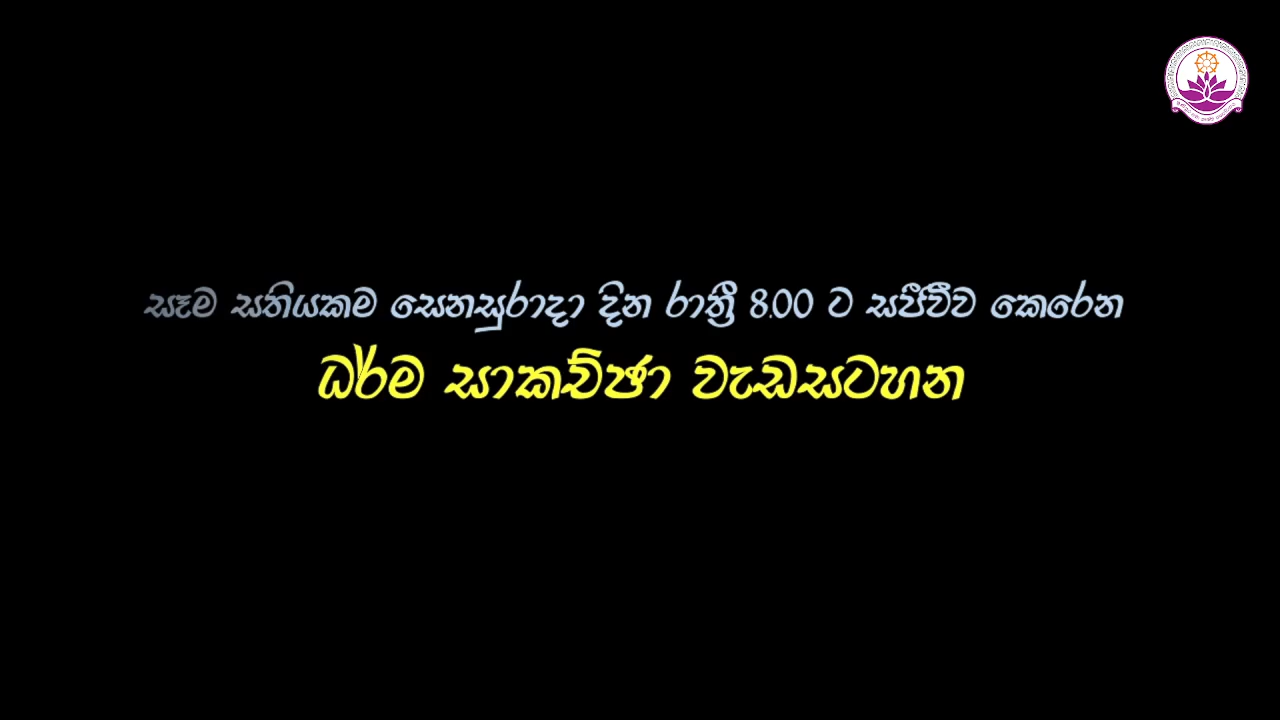 සෑම සතියකම සෙනසුරාදා දින රාත්‍රී 8.00 ට සජීවීව කෙරෙන
ධර්ම සාකච්ඡා වැඩසටහන